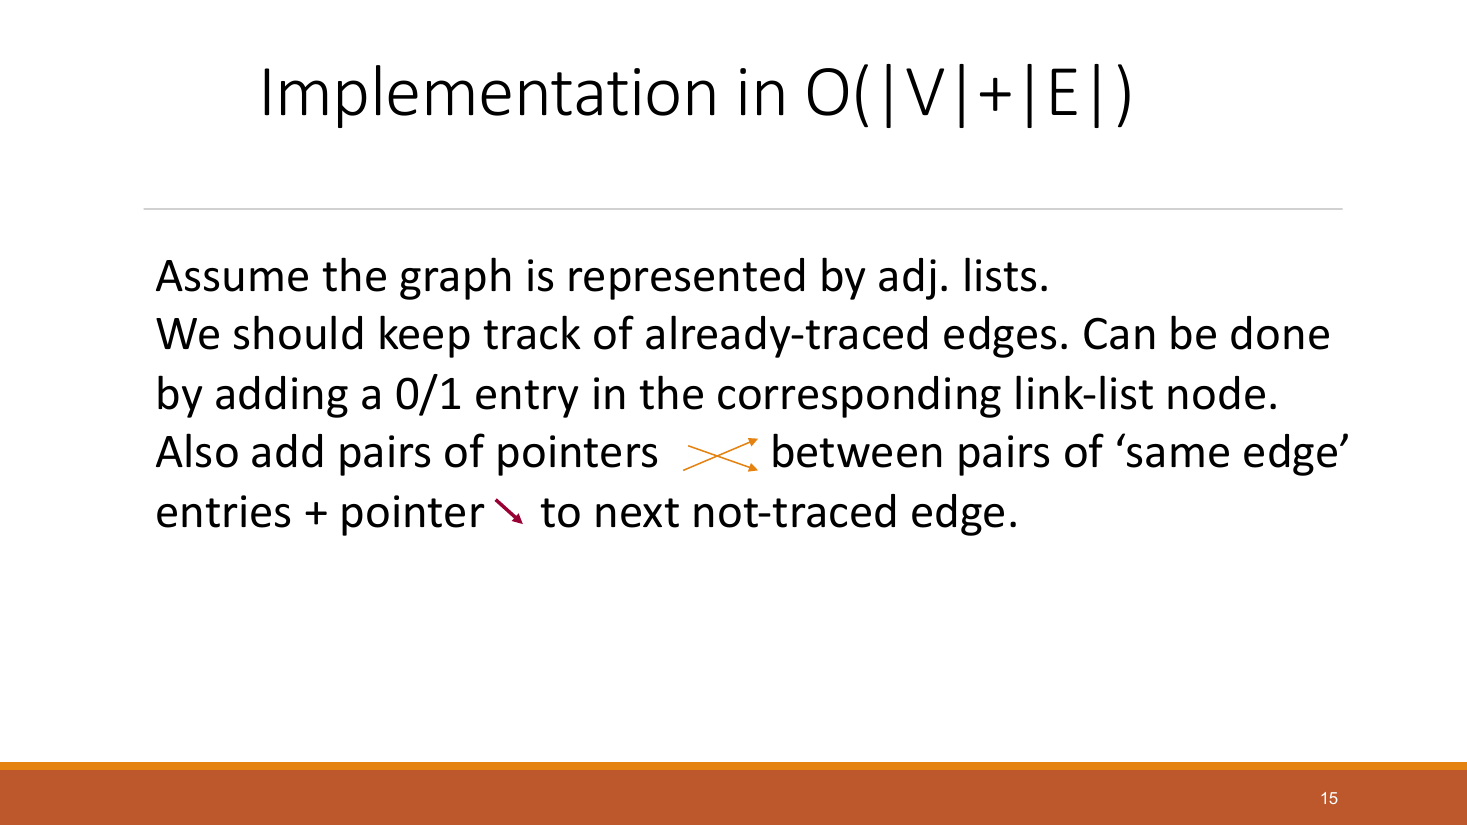 Implementation in O(|V|+|E|)
Assume the graph is represented by adj. lists.
We should keep track of already-traced edges. Can be done
by adding a 0/1 entry in the corresponding link-list node.
Also add pairs of pointers between pairs of ‘same edge’
entries + pointer to next not-traced edge.
15